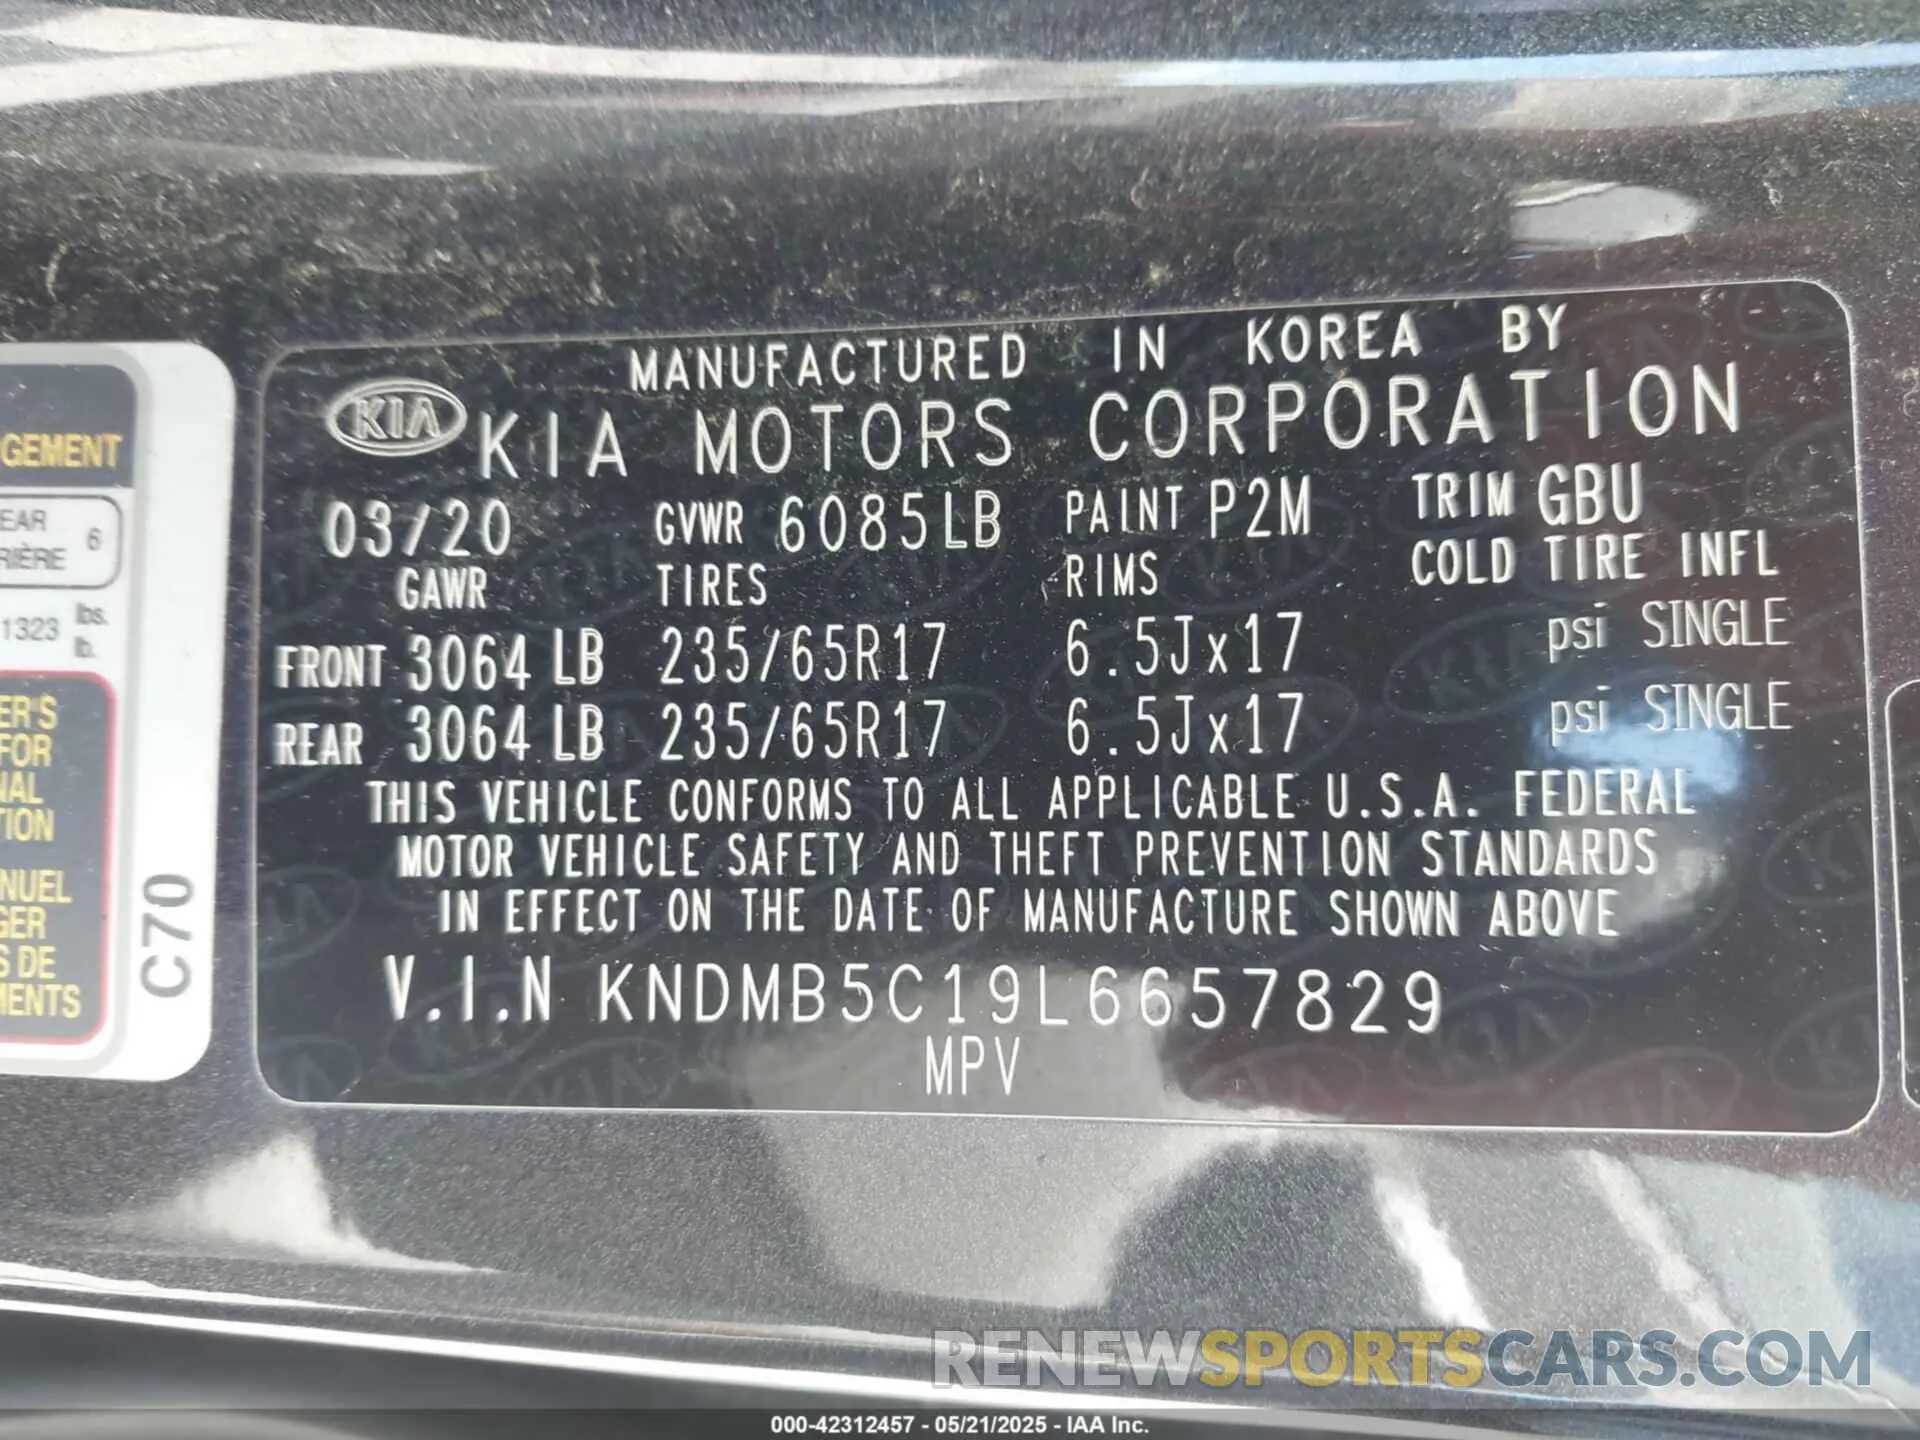 GEMENT
EAR
RIÈRE 6
1323 lbs.
lb.
ER'S
FOR
NAL
TION
NUEL
GER
S DE
MENTS
C70
MANUFACTURED IN KOREA BY
KIA KIA MOTORS CORPORATION
03/20 GVWR 6085LB PAINT P2M TRIM GBU
GAWR TIRES RIMS COLD TIRE INFL
FRONT 3064 LB 235/65R17 6.5Jx17 psi SINGLE
REAR 3064 LB 235/65R17 6.5Jx17 psi SINGLE
THIS VEHICLE CONFORMS TO ALL APPLICABLE U.S.A. FEDERAL
MOTOR VEHICLE SAFETY AND THEFT PREVENTION STANDARDS
IN EFFECT ON THE DATE OF MANUFACTURE SHOWN ABOVE
V.I.N KNDMB5C19L6657829
MPV
RENEWSPORTSCARS.COM
000-42312457 - 05/21/2025 - IAA Inc.